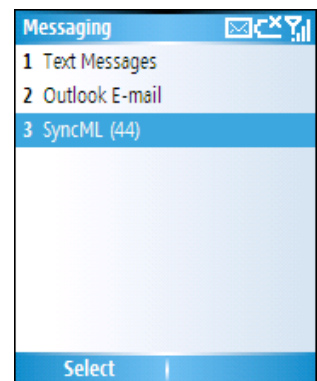 Messaging
1 Text Messages
2 Outlook E-mail
3 SyncML (44)
Select